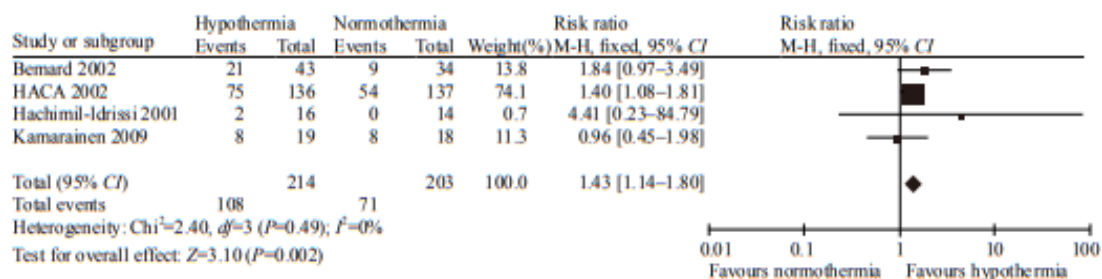 Hypothermia Normothermia Risk ratio Risk ratio
Study or subgroup Events Total Events Total Weight(%) M-H, fixed, 95% CI M-H, fixed, 95% CI
Bernard 2002 21 43 9 34 13.8 1.84 [0.97–3.49]
HACA 2002 75 136 54 137 74.1 1.40 [1.08–1.81]
Hachimil-Idrissi 2001 2 16 0 14 0.7 4.41 [0.23–84.79]
Kamarainen 2009 8 19 8 18 11.3 0.96 [0.45–1.98]
Total (95% CI) 214 203 100.0 1.43 [1.14–1.80]
Total events 108 71
Heterogeneity: Chi²=2.40, df=3 (P=0.49); I²=0%
Test for overall effect: Z=3.10 (P=0.002)
0.01 0.1 1 10 100
Favours normothermia Favours hypothermia